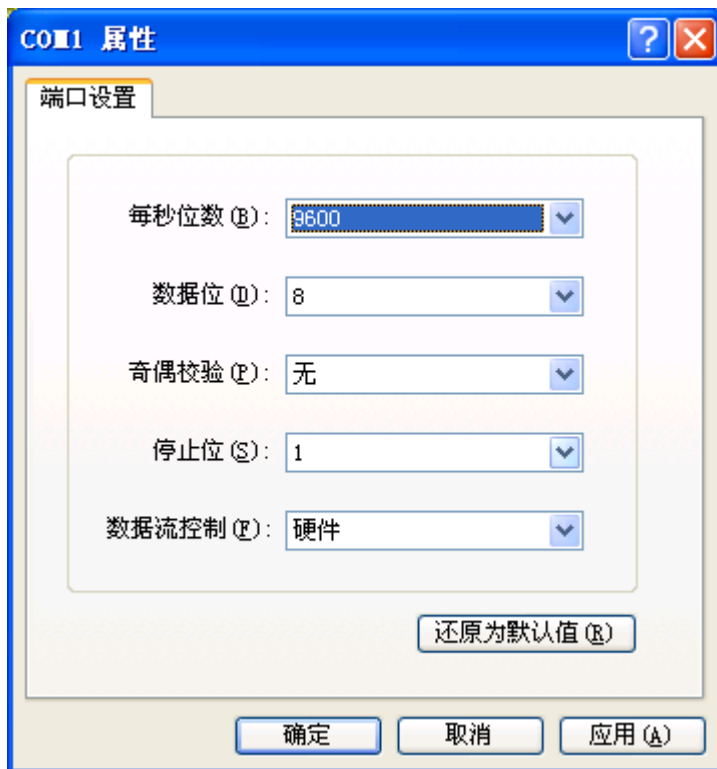 COM1 属性
端口设置
每秒位数(B): 9600
数据位(D): 8
奇偶校验(P): 无
停止位(S): 1
数据流控制(F): 硬件
还原为默认值(R)
确定 取消 应用(A)